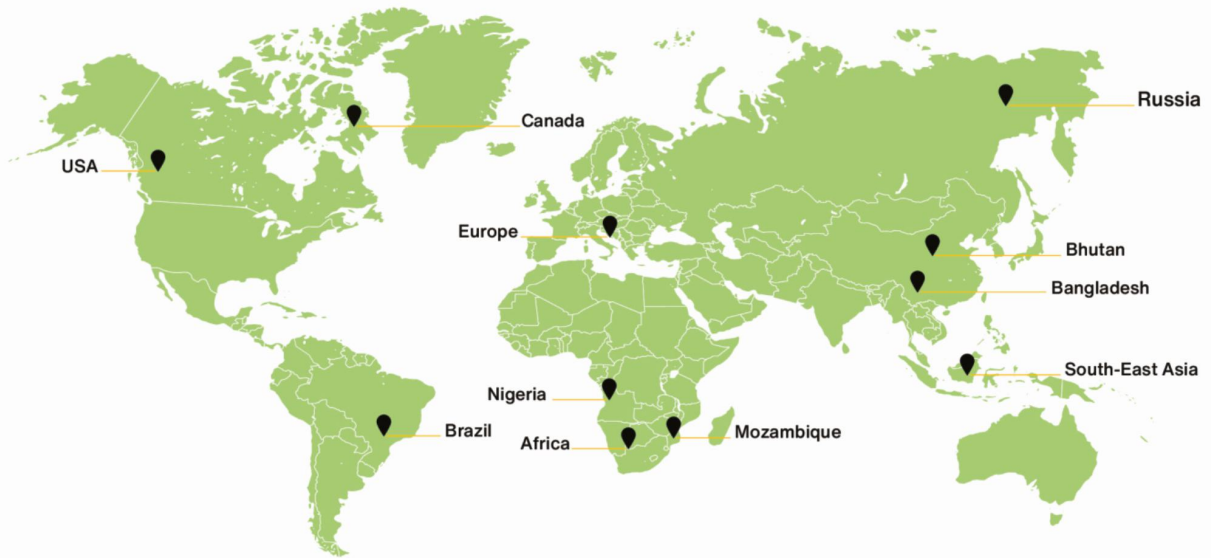 Russia
Canada
USA
Europe
Bhutan
Bangladesh
South-East Asia
Nigeria
Brazil
Mozambique
Africa